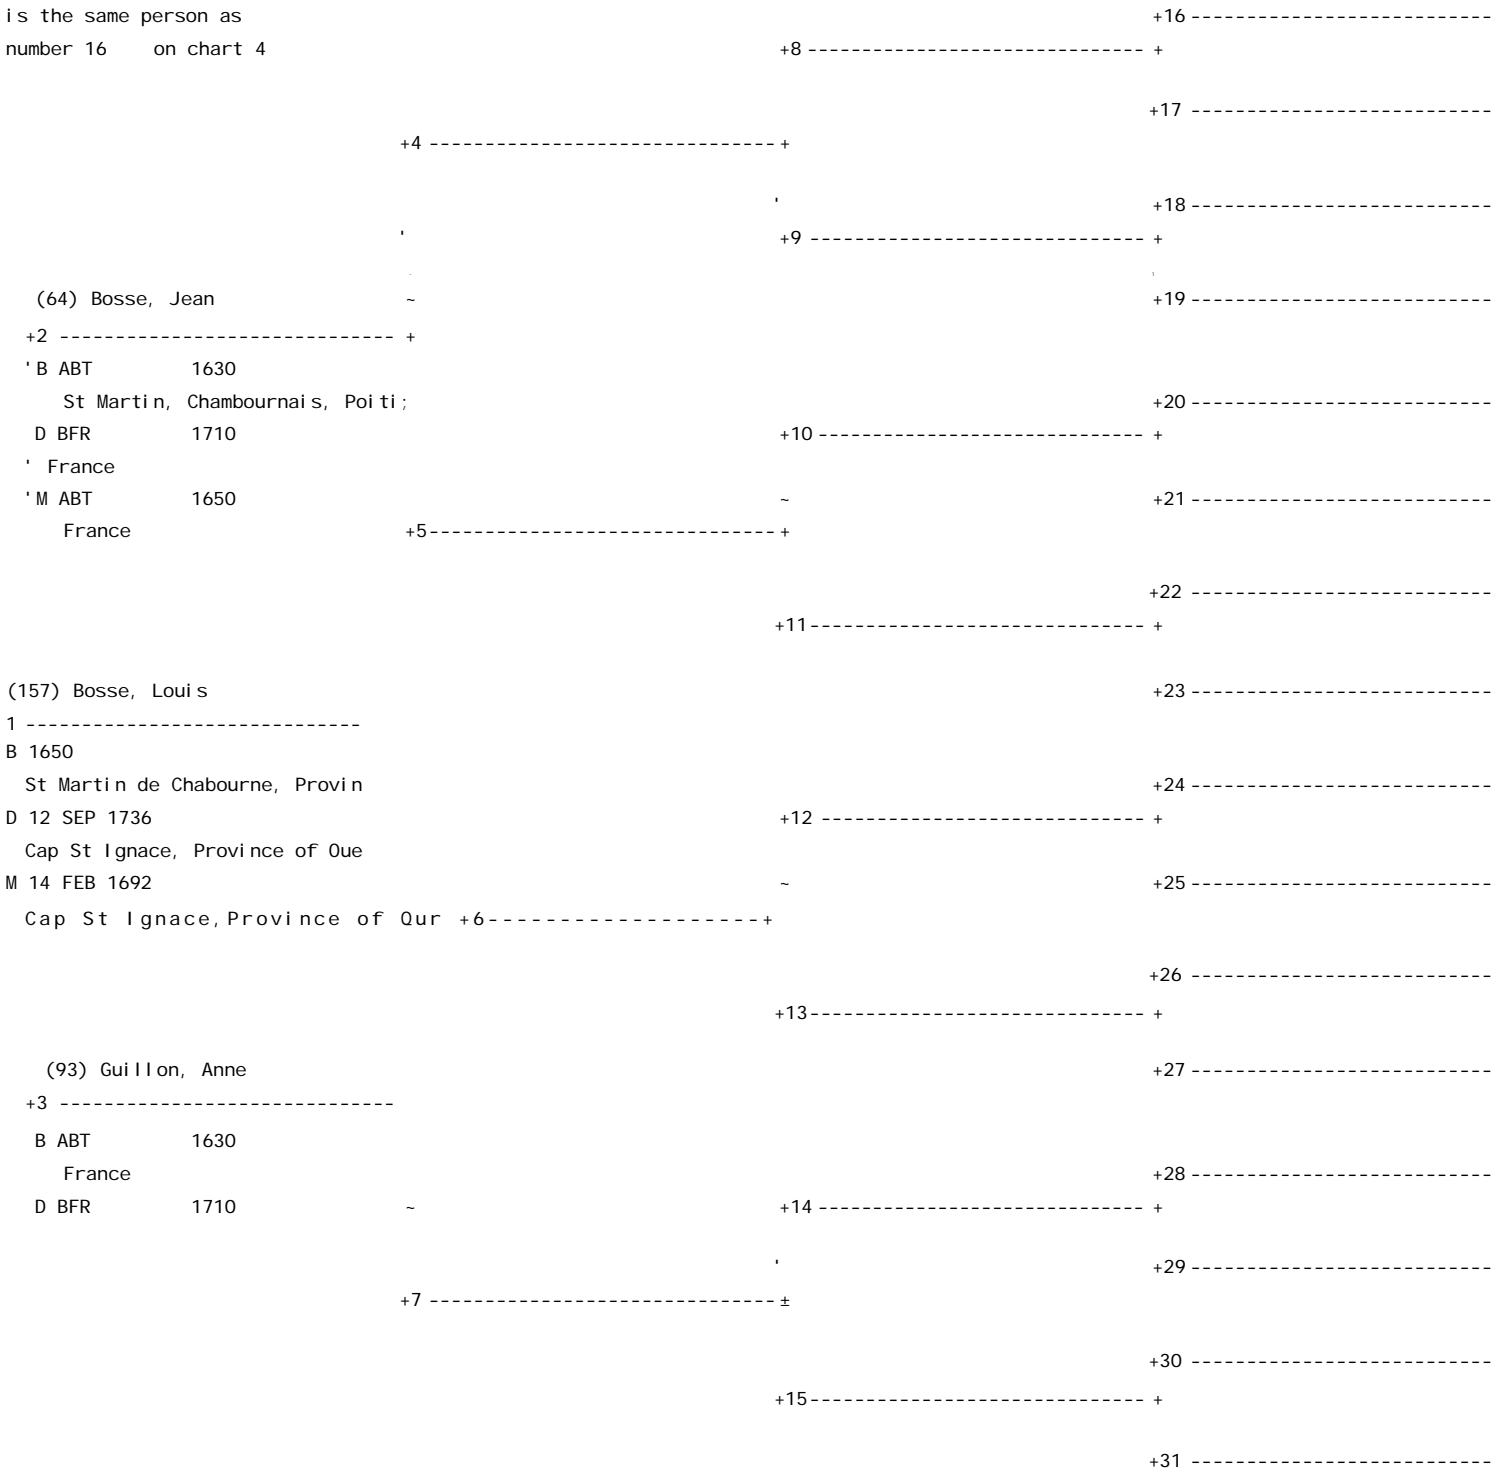 is the same person as
+16 ---------------------------
number 16 on chart 4
+8 ------------------------------ +
+17 ---------------------------
+4 ------------------------------- +
'
+18 ---------------------------
'
+9 ------------------------------ +
(64) Bosse, Jean
~
+19 ---------------------------
+2 ------------------------------ +
'B ABT 1630
St Martin, Chambournais, Poiti;
+20 ---------------------------
D BFR 1710
+10 ----------------------------- +
' France
'M ABT 1650
~
+21 ---------------------------
France
+5------------------------------- +
+22 ---------------------------
+11------------------------------ +
(157) Bosse, Louis
+23 ---------------------------
1 ------------------------------
B 1650
St Martin de Chabourne, Provin
+24 ---------------------------
D 12 SEP 1736
+12 ----------------------------- +
Cap St Ignace, Province of Oue
M 14 FEB 1692
~
+25 ---------------------------
Cap St Ignace,Province of Qur +6-------------------+
+26 ---------------------------
+13------------------------------ +
(93) Guillon, Anne
+27 ---------------------------
+3 ------------------------------
B ABT 1630
France
+28 ---------------------------
D BFR 1710
~
+14 ----------------------------- +
'
+29 ---------------------------
+7 ------------------------------- ±
+30 ---------------------------
+15------------------------------ +
+31 ---------------------------